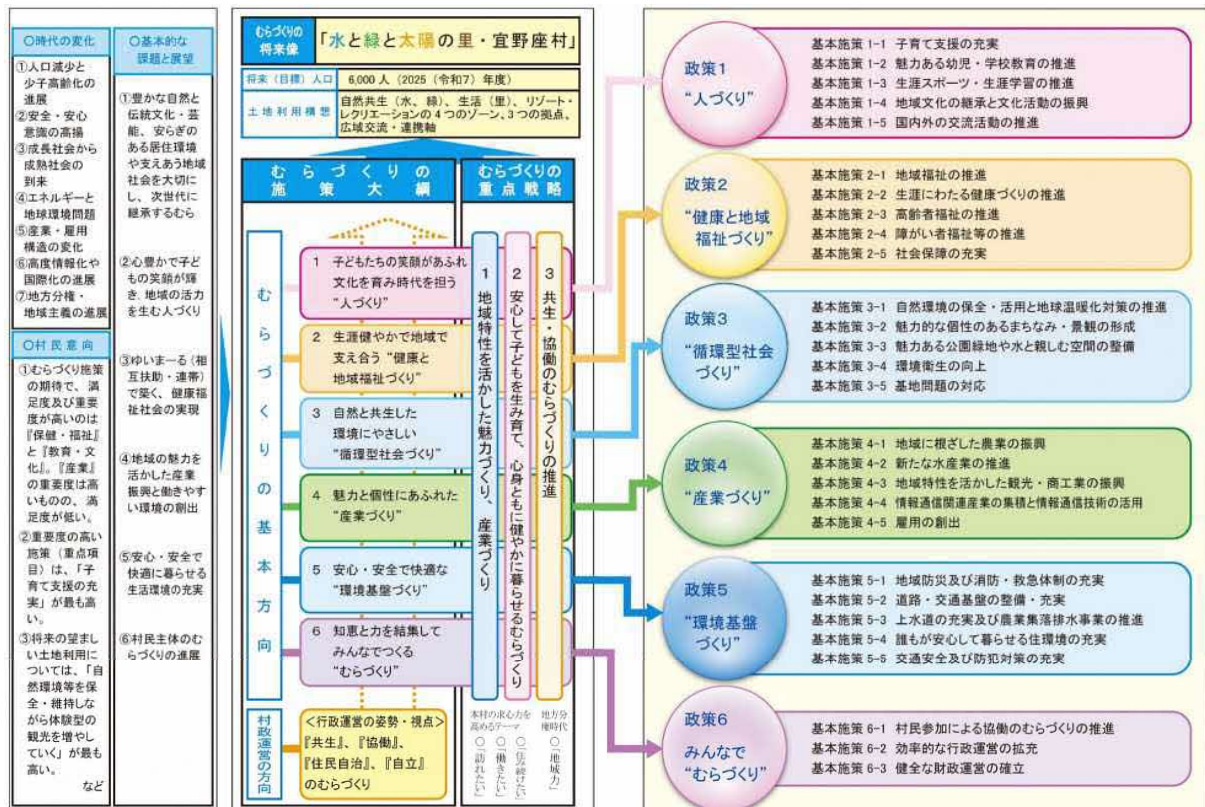 〇時代の変化
①人口減少と
少子高齢化の
進展
②安全・安心
意識の高揚
③成長社会から
成熟社会の
到来
④エネルギーと
地球環境問題
⑤産業・雇用
構造の変化
⑥高度情報化や
国際化の進展
⑦地方分権・
地域主義の進展
〇村民意向
①むらづくり施策
の期待で、満
足度及び重要
度が高いのは
『保健・福祉』
と『教育・文
化』。『産業』
の重要度は高
いものの、満
足度が低い。
②重要度の高い
施策（重点項
目）は、「子
育て支援の充
実」が最も高
い。
③将来の望まし
い土地利用に
ついては、「自
然環境等を保
全・維持しな
がら体験型の
観光を増やし
ていく」が最も
高い。
など
〇基本的な
課題と展望
①豊かな自然と
伝統文化・芸
能、安らぎの
ある居住環境
や支えあう地域
社会を大切に
し、次世代に
継承するむら
②心豊かで子ど
もの笑顔が輝
き、地域の活力
を生む人づくり
③ゆいまーる（相
互扶助・連帯）
で築く、健康福
祉社会の実現
④地域の魅力を
活かした産業
振興と働きやす
い環境の創出
⑤安心・安全で
快適に暮らせる
生活環境の充実
⑥村民主体のむ
らづくりの進展
むらづくりの
将来像
「水と緑と太陽の里・宜野座村」
将来（目標）人口
6,000人（2025（令和7）年度）
土地利用構想
自然共生（水、緑）、生活（里）、リゾート・
レクリエーションの4つのゾーン、3つの拠点、
広域交流・連携軸
むらづくりの
施策大綱
むらづくりの
重点戦略
むらづくりの基本方向
1 子どもたちの笑顔があふれ
文化を育み時代を担う
“人づくり”
2 生涯健やかで地域で
支え合う“健康と
地域福祉づくり”
3 自然と共生した
環境にやさしい
“循環型社会づくり”
4 魅力と個性にあふれた
“産業づくり”
5 安心・安全で快適な
“環境基盤づくり”
6 知恵と力を結集して
みんなでつくる
“むらづくり”
1 地域特性を活かした魅力づくり、産業づくり
2 安心して子どもを生み育て、心身ともに健やかに暮らせるむらづくり
3 共生・協働のむらづくりの推進
村政運営の方向
＜行政運営の姿勢・視点＞
『共生』、『協働』、
『住民自治』、『自立』
のむらづくり
本村の求心力を
高めるテーマ
〇「訪れたい」
〇「働きたい」
〇「住み続けたい」
地方分
権時代
〇「地域力」
政策1
“人づくり”
基本施策 1-1 子育て支援の充実
基本施策 1-2 魅力ある幼児・学校教育の推進
基本施策 1-3 生涯スポーツ・生涯学習の推進
基本施策 1-4 地域文化の継承と文化活動の振興
基本施策 1-5 国内外の交流活動の推進
政策2
“健康と地域
福祉づくり”
基本施策 2-1 地域福祉の推進
基本施策 2-2 生涯にわたる健康づくりの推進
基本施策 2-3 高齢者福祉の推進
基本施策 2-4 障がい者福祉等の推進
基本施策 2-5 社会保障の充実
政策3
“循環型社会
づくり”
基本施策 3-1 自然環境の保全・活用と地球温暖化対策の推進
基本施策 3-2 魅力的な個性のあるまちなみ・景観の形成
基本施策 3-3 魅力ある公園緑地や水と親しむ空間の整備
基本施策 3-4 環境衛生の向上
基本施策 3-5 基地問題の対応
政策4
“産業づくり”
基本施策 4-1 地域に根ざした農業の振興
基本施策 4-2 新たな水産業の推進
基本施策 4-3 地域特性を活かした観光・商工業の振興
基本施策 4-4 情報通信関連産業の集積と情報通信技術の活用
基本施策 4-5 雇用の創出
政策5
“環境基盤
づくり”
基本施策 5-1 地域防災及び消防・救急体制の充実
基本施策 5-2 道路・交通基盤の整備・充実
基本施策 5-3 上水道の充実及び農業集落排水事業の推進
基本施策 5-4 誰もが安心して暮らせる住環境の充実
基本施策 5-5 交通安全及び防犯対策の充実
政策6
みんなで
“むらづくり”
基本施策 6-1 村民参加による協働のむらづくりの推進
基本施策 6-2 効率的な行政運営の拡充
基本施策 6-3 健全な財政運営の確立